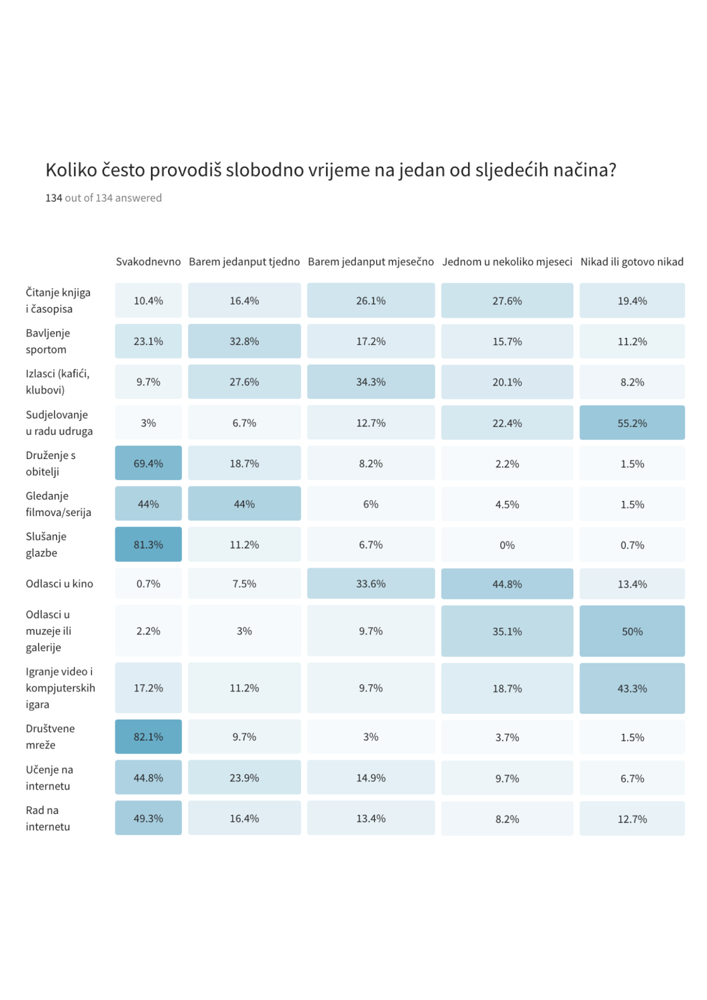 Koliko često provodiš slobodno vrijeme na jedan od sljedećih načina?
134 out of 134 answered
Svakodnevno Barem jedanput tjedno Barem jedanput mjesečno Jednom u nekoliko mjeseci Nikad ili gotovo nikad
Čitanje knjiga
i časopisa
10.4% 16.4% 26.1% 27.6% 19.4%
Bavljenje
sportom
23.1% 32.8% 17.2% 15.7% 11.2%
Izlasci (kafići,
klubovi)
9.7% 27.6% 34.3% 20.1% 8.2%
Sudjelovanje
u radu udruga
3% 6.7% 12.7% 22.4% 55.2%
Druženje s
obitelji
69.4% 18.7% 8.2% 2.2% 1.5%
Gledanje
filmova/serija
44% 44% 6% 4.5% 1.5%
Slušanje
glazbe
81.3% 11.2% 6.7% 0% 0.7%
Odlasci u kino 0.7% 7.5% 33.6% 44.8% 13.4%
Odlasci u
muzeje ili
galerije
2.2% 3% 9.7% 35.1% 50%
Igranje video i
kompjuterskih
igara
17.2% 11.2% 9.7% 18.7% 43.3%
Društvene
mreže
82.1% 9.7% 3% 3.7% 1.5%
Učenje na
internetu
44.8% 23.9% 14.9% 9.7% 6.7%
Rad na
internetu
49.3% 16.4% 13.4% 8.2% 12.7%